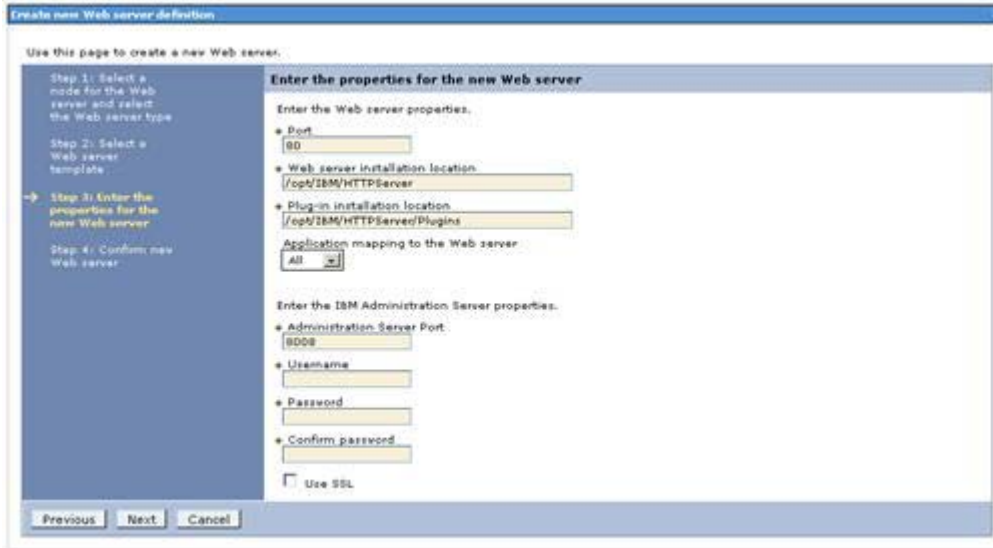 Create new Web server definition
Use this page to create a new Web server.
Step 1: Select a
node for the Web
server and select
the Web server type
Step 2: Select a
Web server
template
Step 3: Enter the
properties for the
new Web server
Step 4: Confirm new
Web server
Enter the properties for the new Web server
Enter the Web server properties.
* Port
80
* Web server installation location
/opt/IBM/HTTPServer
* Plug-in installation location
/opt/IBM/HTTPServer/Plugins
Application mapping to the Web server
All
Enter the IBM Administration Server properties.
* Administration Server Port
8008
* Username
* Password
* Confirm password
Use SSL
Previous
Next
Cancel